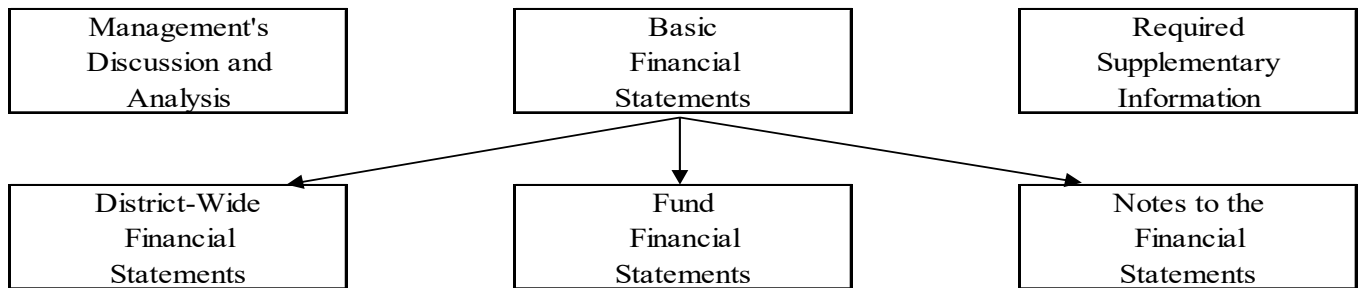 Management's
Discussion and
Analysis
Basic
Financial
Statements
Required
Supplementary
Information
District-Wide
Financial
Statements
Fund
Financial
Statements
Notes to the
Financial
Statements